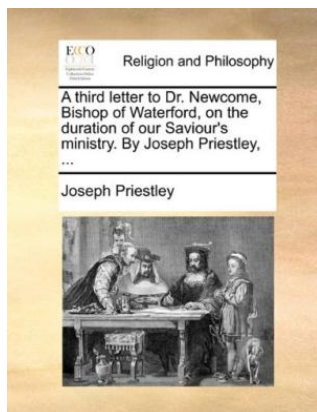 ECCO
Religion and Philosophy
A third letter to Dr. Newcome,
Bishop of Waterford, on the
duration of our Saviour's
ministry. By Joseph Priestley,
...
Joseph Priestley